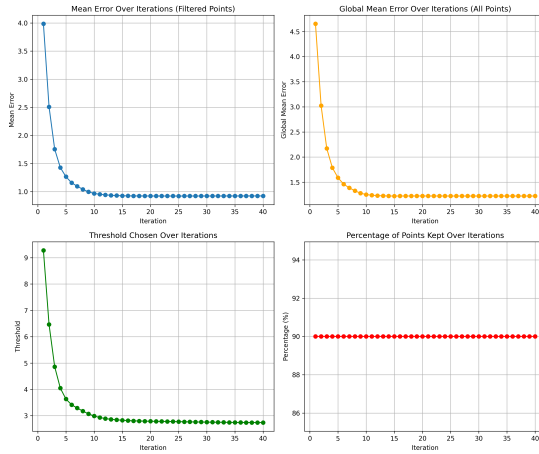 Mean Error Over Iterations (Filtered Points)
4.0
3.5
3.0
2.5
2.0
1.5
1.0
Mean Error
0 5 10 15 20 25 30 35 40
Iteration
Global Mean Error Over Iterations (All Points)
4.5
4.0
3.5
3.0
2.5
2.0
1.5
Global Mean Error
0 5 10 15 20 25 30 35 40
Iteration
Threshold Chosen Over Iterations
9
8
7
6
5
4
3
Threshold
0 5 10 15 20 25 30 35 40
Iteration
Percentage of Points Kept Over Iterations
94
92
90
88
86
Percentage (%)
0 5 10 15 20 25 30 35 40
Iteration